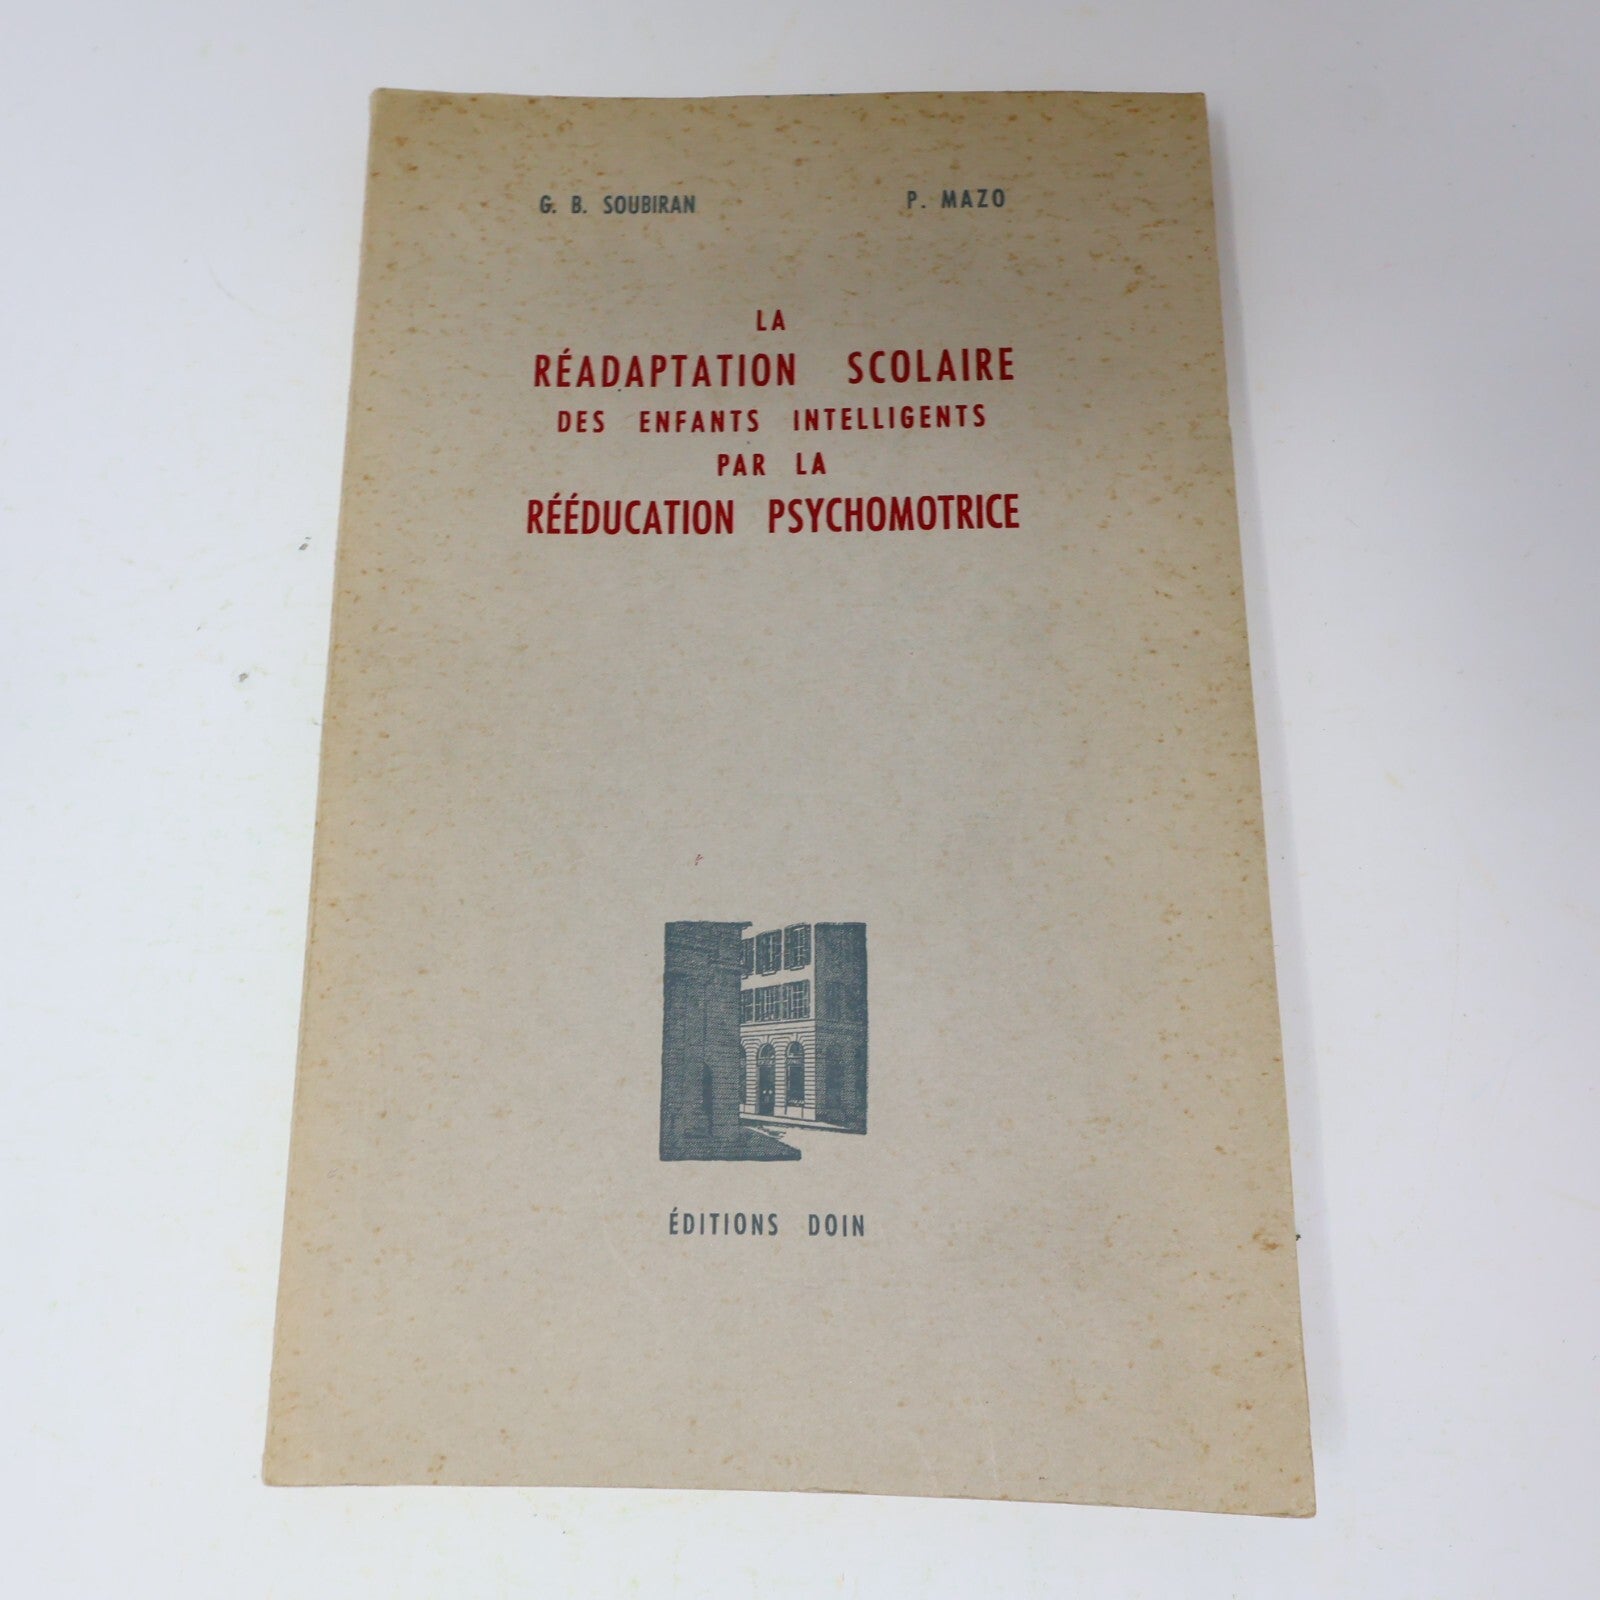 G. B. SOUBIRAN P. MAZO
LA
RÉADAPTATION SCOLAIRE
DES ENFANTS INTELLIGENTS
PAR LA
RÉÉDUCATION PSYCHOMOTRICE
ÉDITIONS DOIN